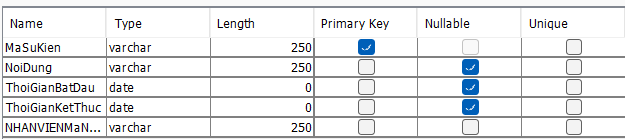 Name Type Length Primary Key Nullable Unique
MaSuKien varchar 250
NoiDung varchar 250
ThoiGianBatDau date 0
ThoiGianKetThuc date 0
NHANVIENMaN... varchar 250